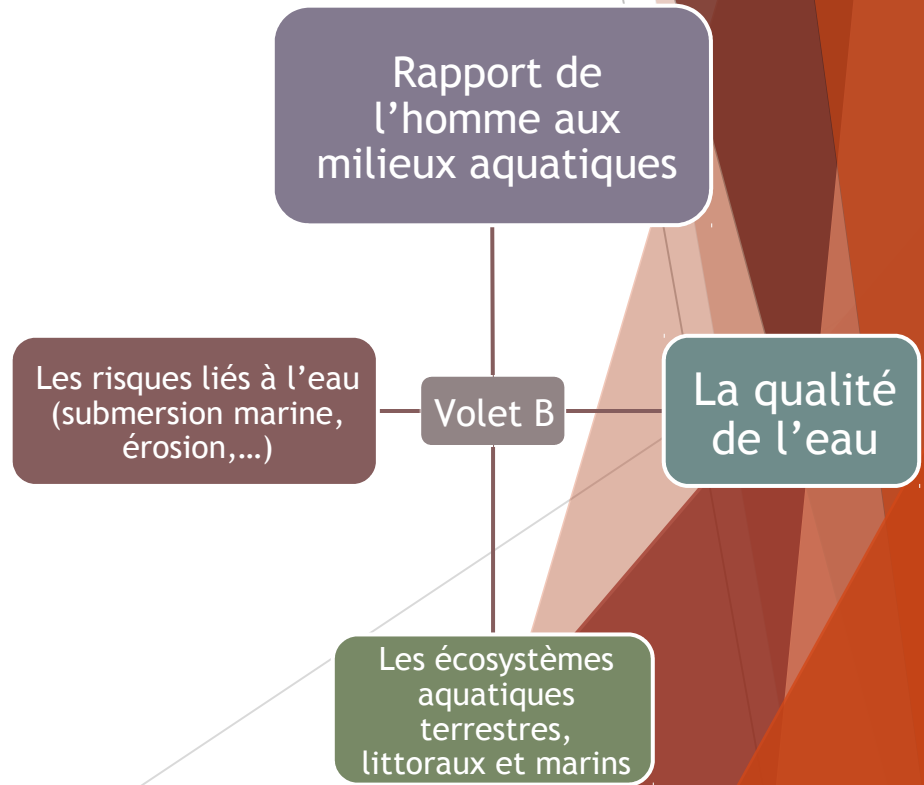 Rapport de
l’homme aux
milieux aquatiques
Les risques liés à l’eau
(submersion marine,
érosion,…)
Volet B
La qualité
de l’eau
Les écosystèmes
aquatiques
terrestres,
littoraux et marins